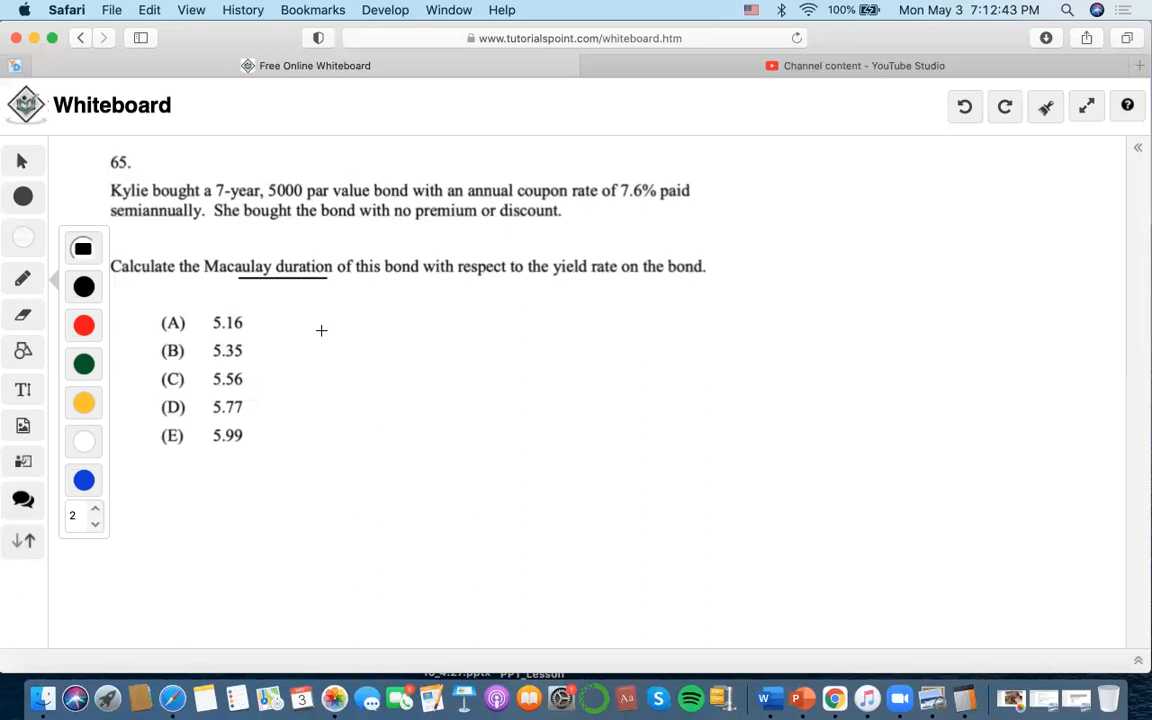 Safari File Edit View History Bookmarks Develop Window Help 100% Mon May 3 7:12:43 PM
www.tutorialspoint.com/whiteboard.htm
Free Online Whiteboard Channel content - YouTube Studio
Whiteboard
65.
Kylie bought a 7-year, 5000 par value bond with an annual coupon rate of 7.6% paid
semiannually. She bought the bond with no premium or discount.
Calculate the Macaulay duration of this bond with respect to the yield rate on the bond.
(A) 5.16
(B) 5.35
(C) 5.56
(D) 5.77
(E) 5.99
2